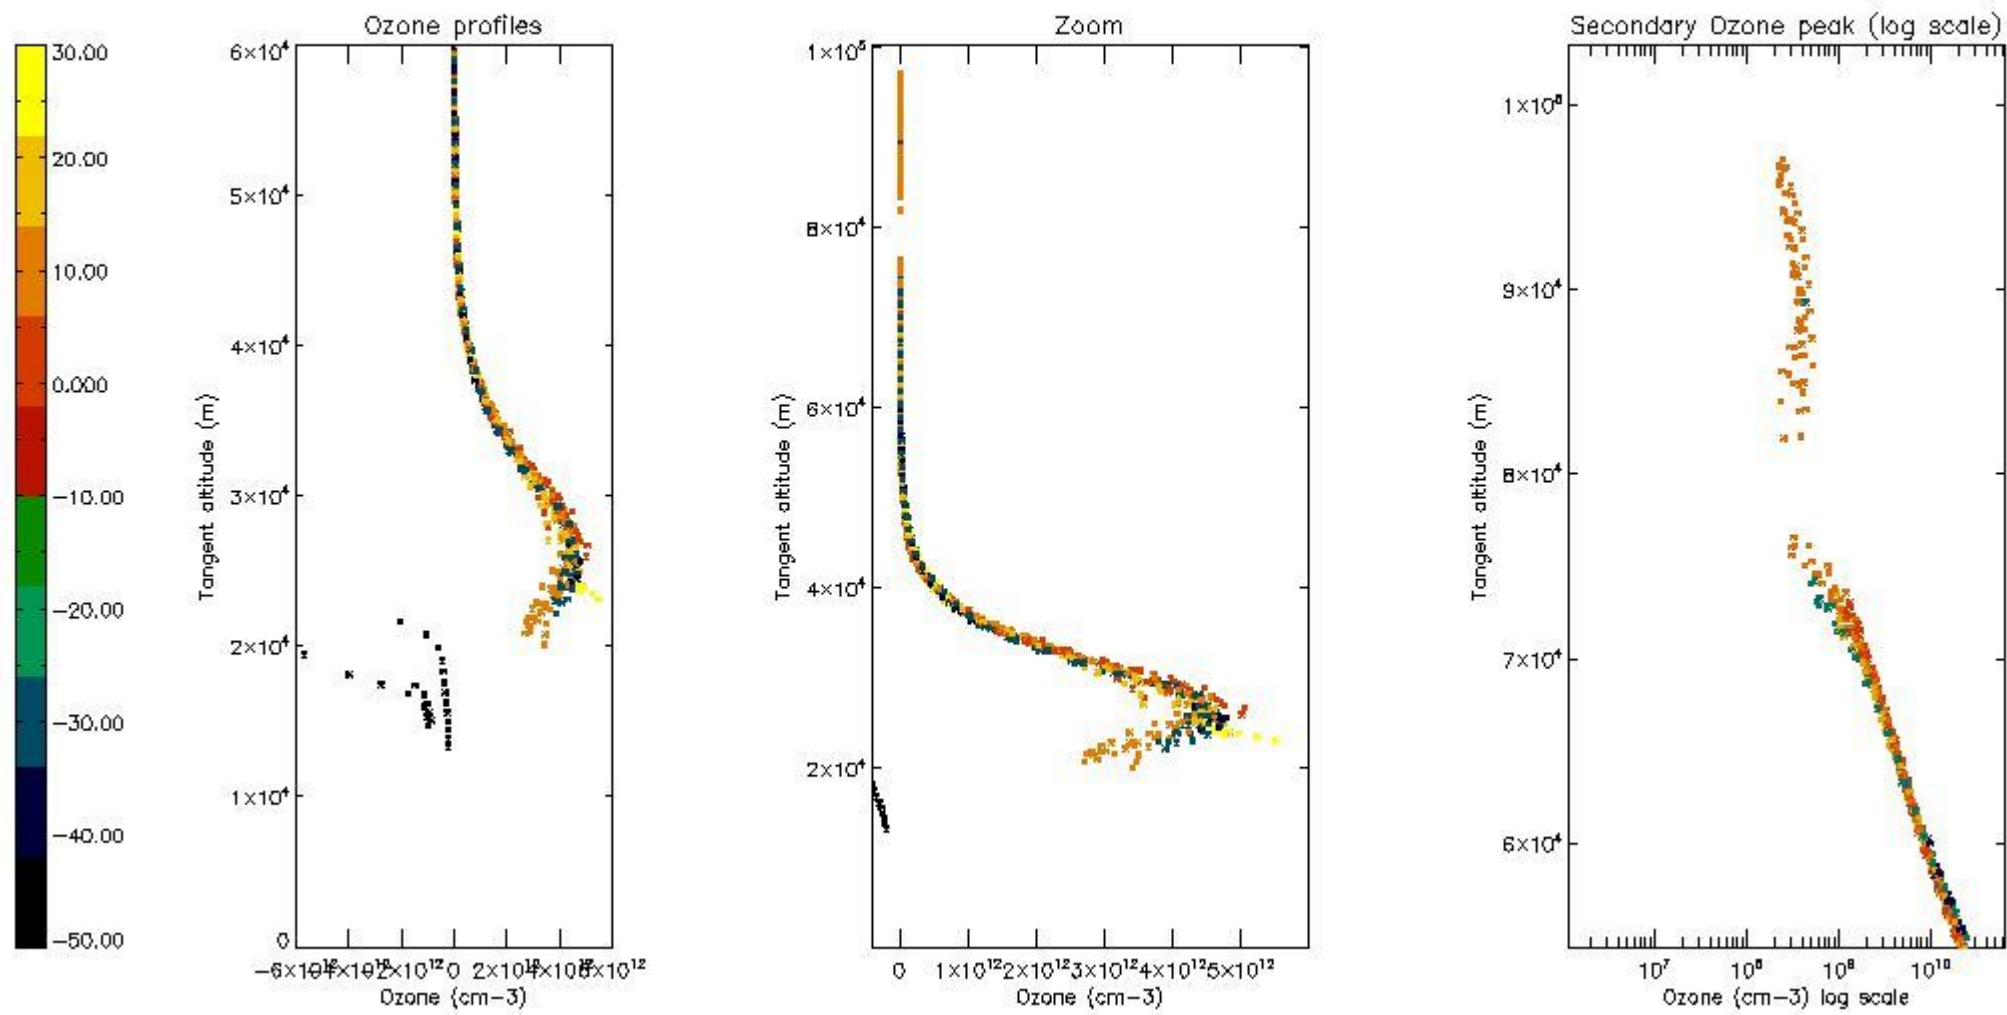 Ozone profiles
Zoom
Secondary Ozone peak (log scale)
30.00
20.00
10.00
0.000
−10.00
−20.00
−30.00
−40.00
−50.00
6×10⁴
5×10⁴
4×10⁴
3×10⁴
2×10⁴
1×10⁴
0
Tangent altitude (m)
0
Ozone (cm−3)
1×10⁵
8×10⁴
6×10⁴
4×10⁴
2×10⁴
Tangent altitude (m)
0 1×10¹² 2×10¹² 3×10¹² 4×10¹² 5×10¹²
Ozone (cm−3)
9×10⁴
8×10⁴
7×10⁴
6×10⁴
Tangent altitude (m)
10⁷ 10⁸ 10⁹ 10¹⁰
Ozone (cm−3) log scale